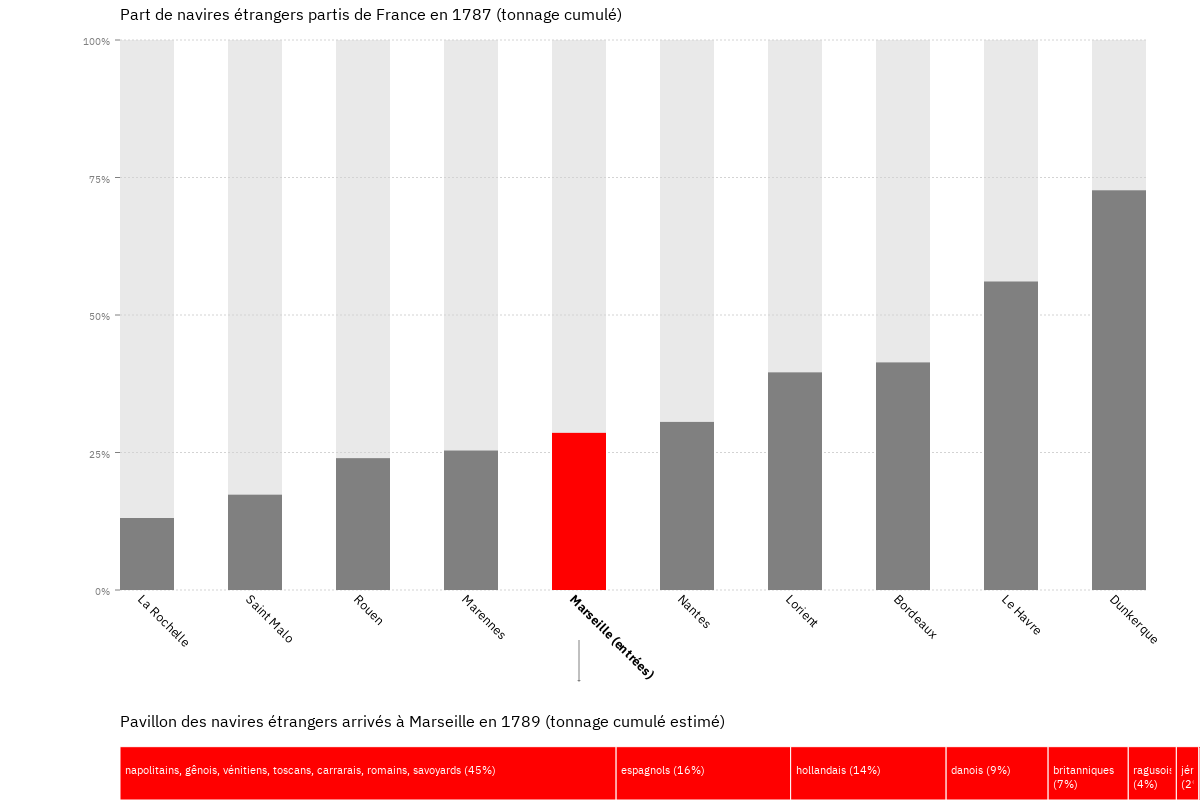 Part de navires étrangers partis de France en 1787 (tonnage cumulé)
100%
75%
50%
25%
0%
La Rochelle
Saint Malo
Rouen
Marennes
Marseille (entrées)
Nantes
Lorient
Bordeaux
Le Havre
Dunkerque
Pavillon des navires étrangers arrivés à Marseille en 1789 (tonnage cumulé estimé)
napolitains, gênois, vénitiens, toscans, carrarais, romains, savoyards (45%)
espagnols (16%)
hollandais (14%)
danois (9%)
britanniques
(7%)
ragusois
(4%)